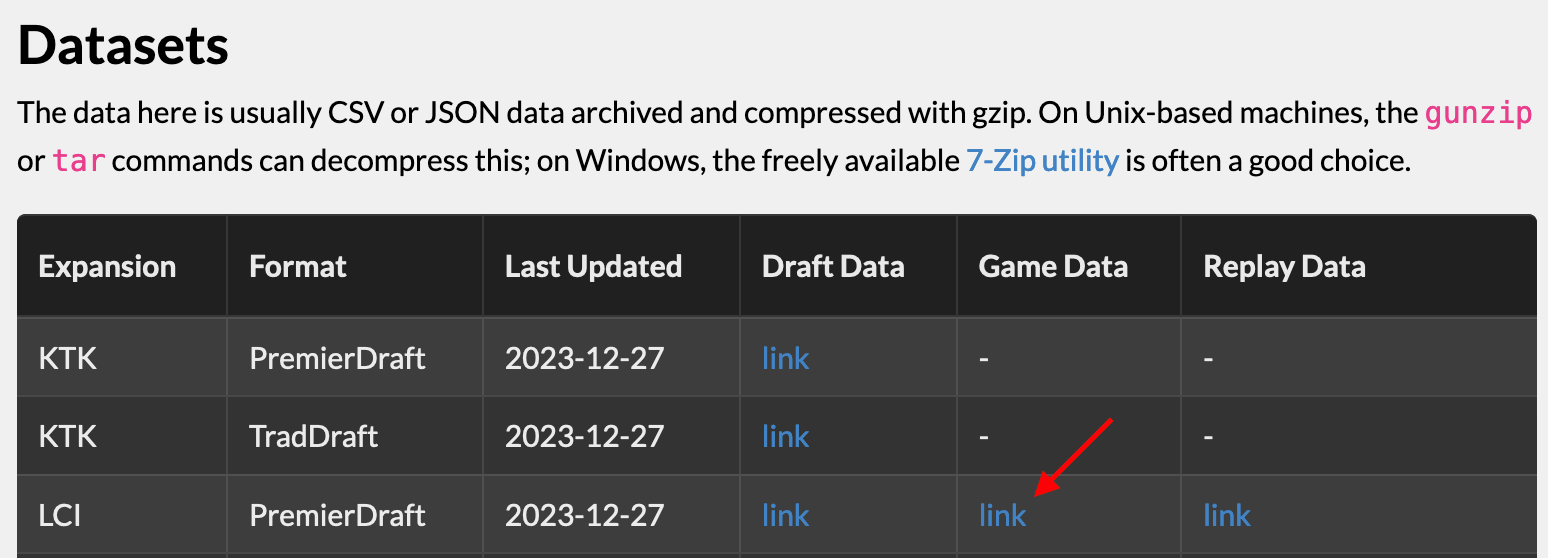 Datasets
The data here is usually CSV or JSON data archived and compressed with gzip. On Unix-based machines, the gunzip
or tar commands can decompress this; on Windows, the freely available 7-Zip utility is often a good choice.
Expansion Format Last Updated Draft Data Game Data Replay Data
KTK PremierDraft 2023-12-27 link - -
KTK TradDraft 2023-12-27 link - -
LCI PremierDraft 2023-12-27 link link link